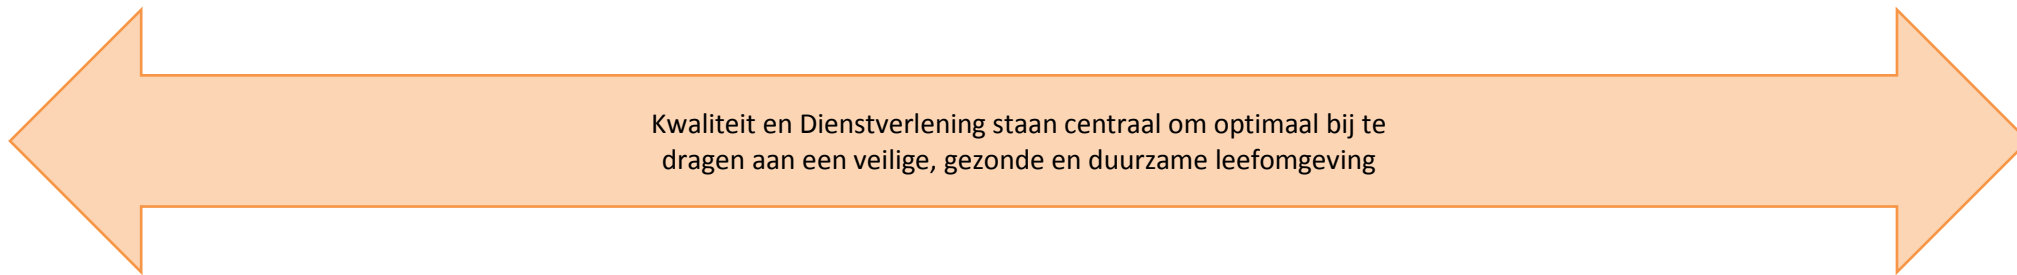 Kwaliteit en Dienstverlening staan centraal om optimaal bij te
dragen aan een veilige, gezonde en duurzame leefomgeving